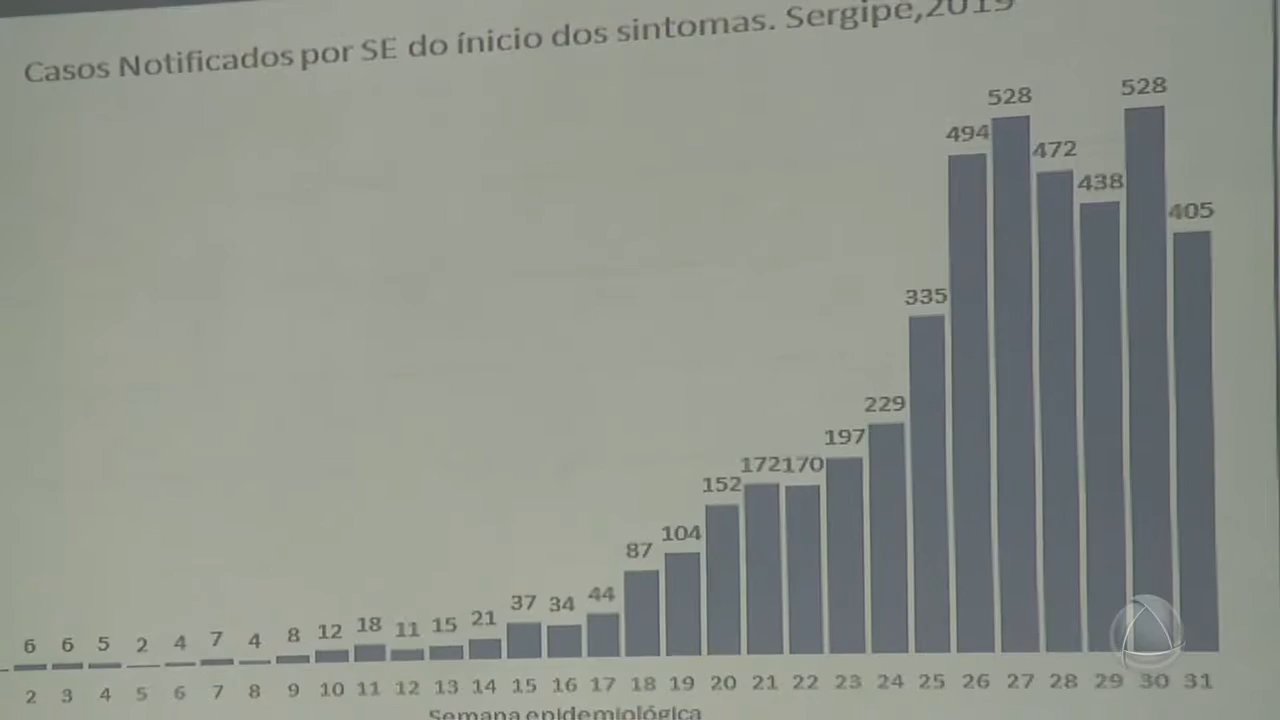 Casos Notificados por SE do ínicio dos sintomas. Sergipe,2019
6 6 5 2 4 7 4 8 12 18 11 15 21 37 34 44 87 104 152 172 170 197 229 335 494 528 472 438 528 405
2 3 4 5 6 7 8 9 10 11 12 13 14 15 16 17 18 19 20 21 22 23 24 25 26 27 28 29 30 31
Semana epidemiológica